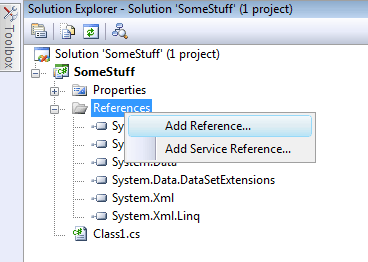 Solution Explorer - Solution 'SomeStuff' (1 project)
Toolbox
Solution 'SomeStuff' (1 project)
SomeStuff
Properties
References
Add Reference...
Add Service Reference...
System.Data
System.Data.DataSetExtensions
System.Xml
System.Xml.Linq
Class1.cs